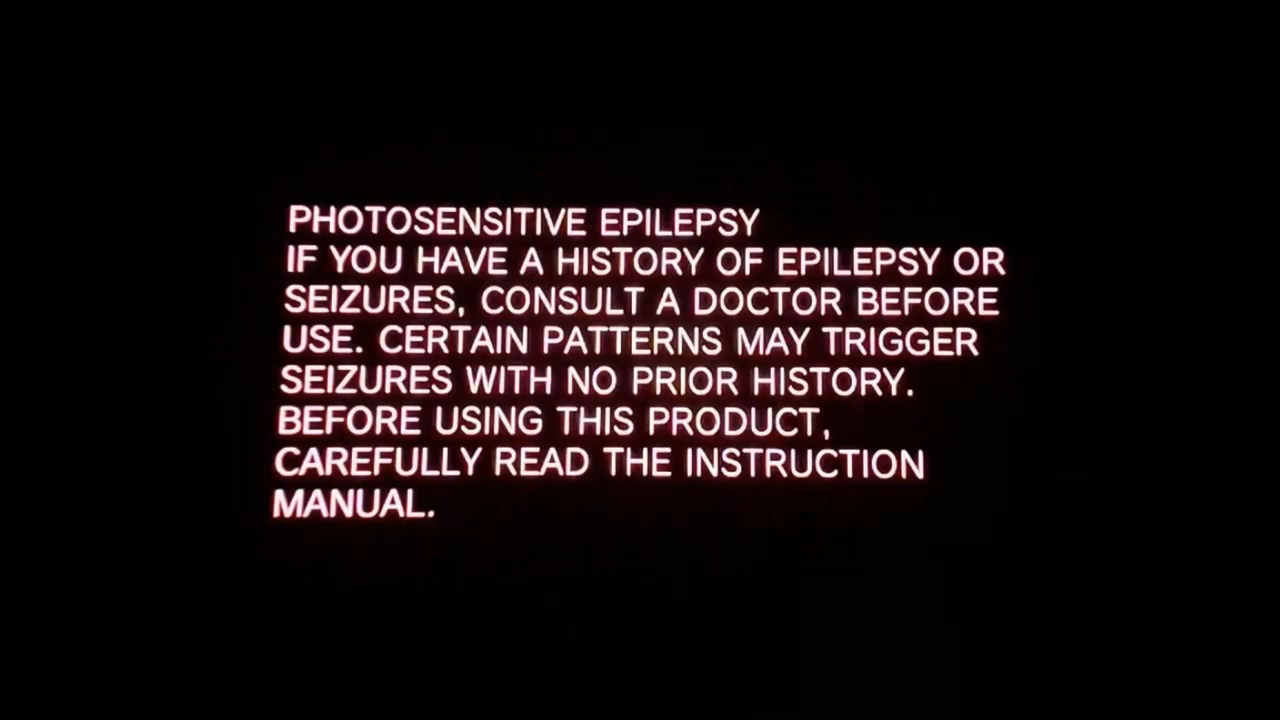 PHOTOSENSITIVE EPILEPSY
IF YOU HAVE A HISTORY OF EPILEPSY OR
SEIZURES, CONSULT A DOCTOR BEFORE
USE. CERTAIN PATTERNS MAY TRIGGER
SEIZURES WITH NO PRIOR HISTORY.
BEFORE USING THIS PRODUCT,
CAREFULLY READ THE INSTRUCTION
MANUAL.